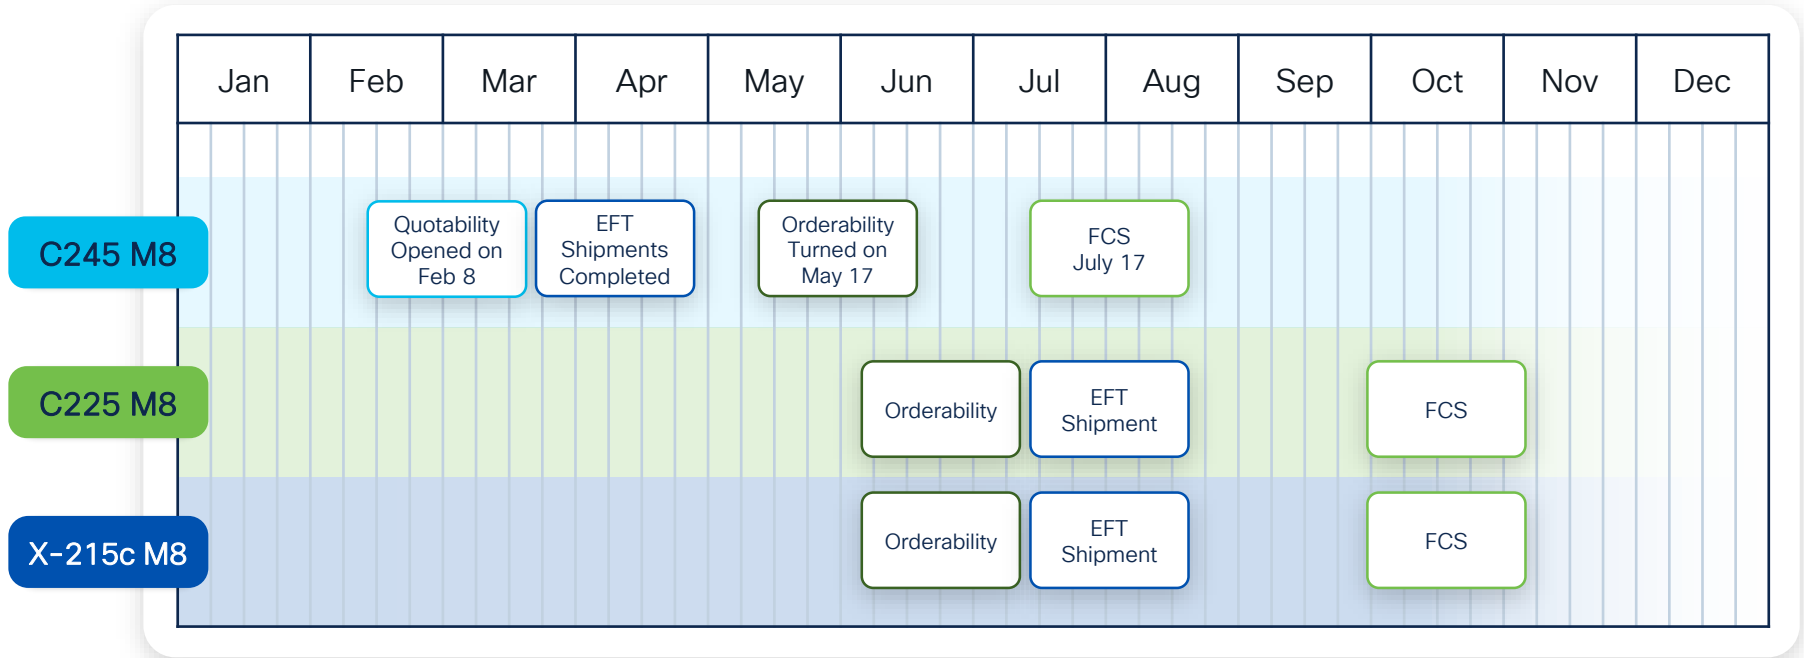 Jan Feb Mar Apr May Jun Jul Aug Sep Oct Nov Dec
C245 M8
Quotability
Opened on
Feb 8
EFT
Shipments
Completed
Orderability
Turned on
May 17
FCS
July 17
C225 M8
Orderability
EFT
Shipment
FCS
X-215c M8
Orderability
EFT
Shipment
FCS